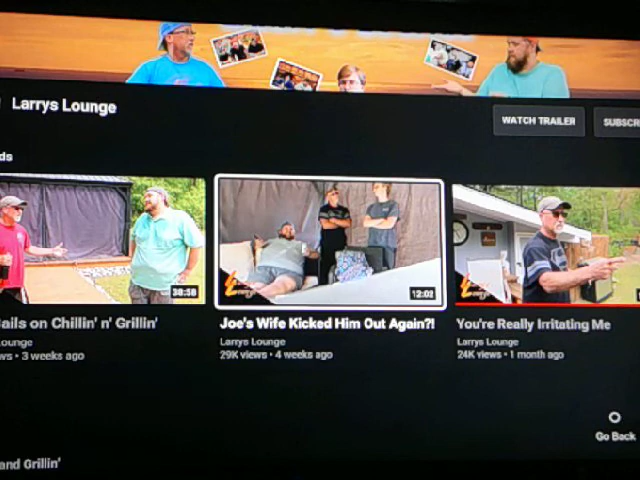 Larrys Lounge
WATCH TRAILER
SUBSCR
ds
38:58
12:02
ails on Chillin' n' Grillin'
Joe's Wife Kicked Him Out Again?!
You're Really Irritating Me
ounge
Larrys Lounge
Larrys Lounge
ws • 3 weeks ago
29K views • 4 weeks ago
24K views • 1 month ago
Go Back
and Grillin'